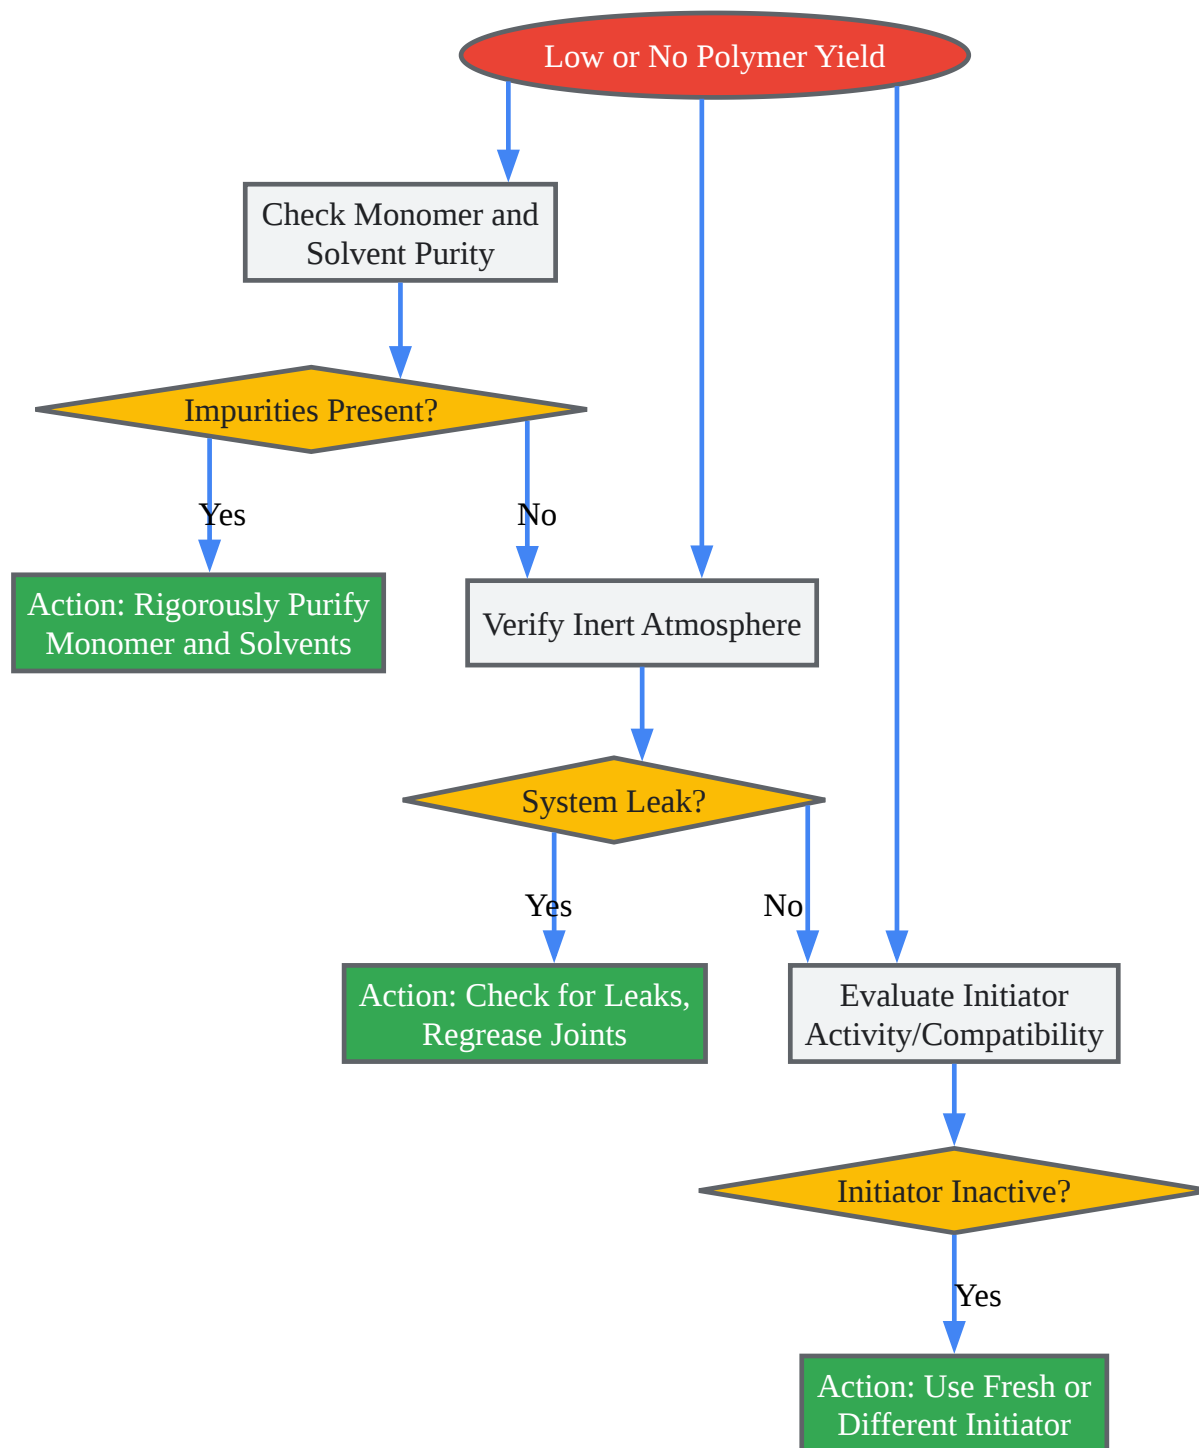 Low or No Polymer Yield
Check Monomer and
Solvent Purity
Impurities Present?
Yes
No
Action: Rigorously Purify
Monomer and Solvents
Verify Inert Atmosphere
System Leak?
Yes
No
Action: Check for Leaks,
Regrease Joints
Evaluate Initiator
Activity/Compatibility
Initiator Inactive?
Yes
Action: Use Fresh or
Different Initiator